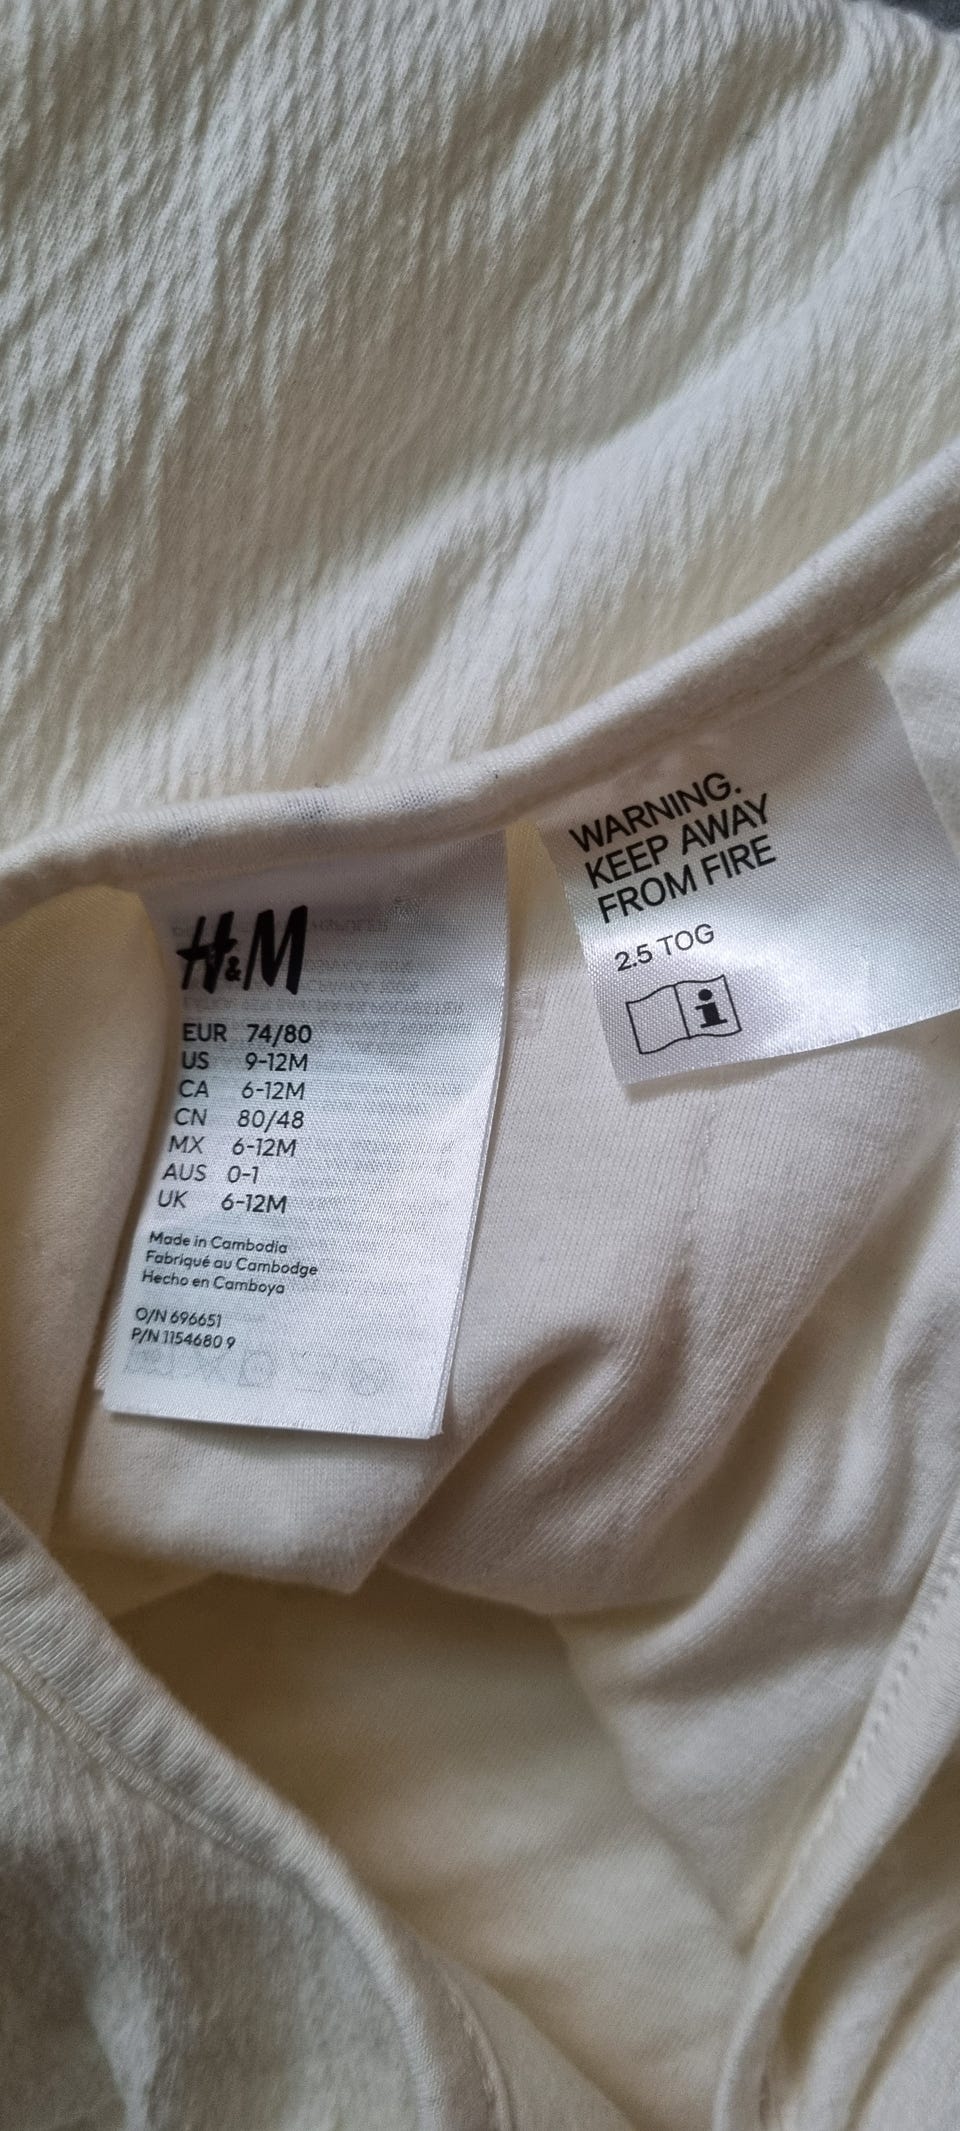 H&M
EUR 74/80
US 9-12M
CA 6-12M
CN 80/48
MX 6-12M
AUS 0-1
UK 6-12M
Made in Cambodia
Fabriqué au Cambodge
Hecho en Camboya
O/N 696651
P/N 1154680 9
WARNING.
KEEP AWAY
FROM FIRE
2.5 TOG
i